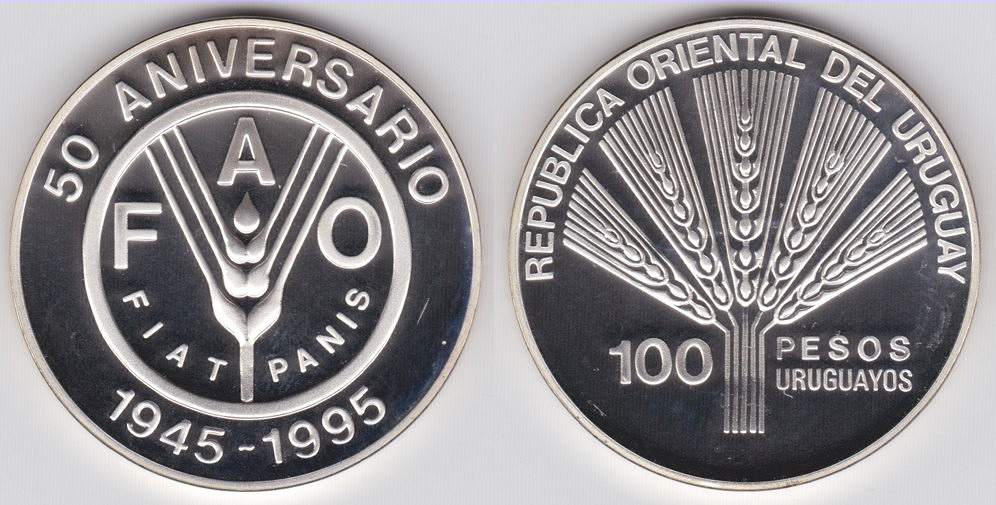 50 ANIVERSARIO
F A O
FIAT PANIS
1945-1995
REPUBLICA ORIENTAL DEL URUGUAY
100 PESOS
URUGUAYOS